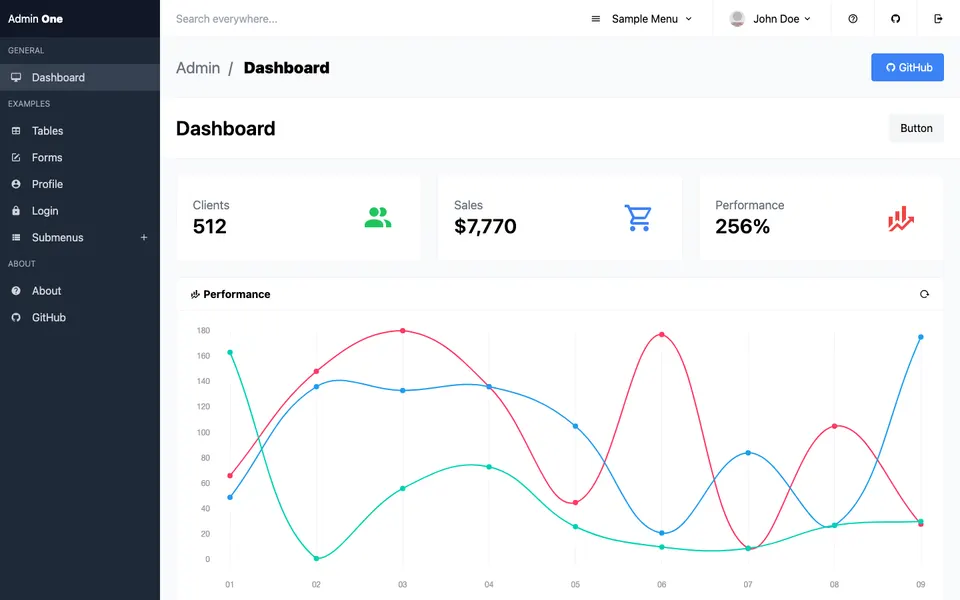 Admin One
GENERAL
Dashboard
EXAMPLES
Tables
Forms
Profile
Login
Submenus +
ABOUT
About
GitHub
Search everywhere...
Sample Menu
John Doe
Admin / Dashboard
GitHub
Dashboard
Button
Clients
512
Sales
$7,770
Performance
256%
Performance
180
160
140
120
100
80
60
40
20
0
01 02 03 04 05 06 07 08 09